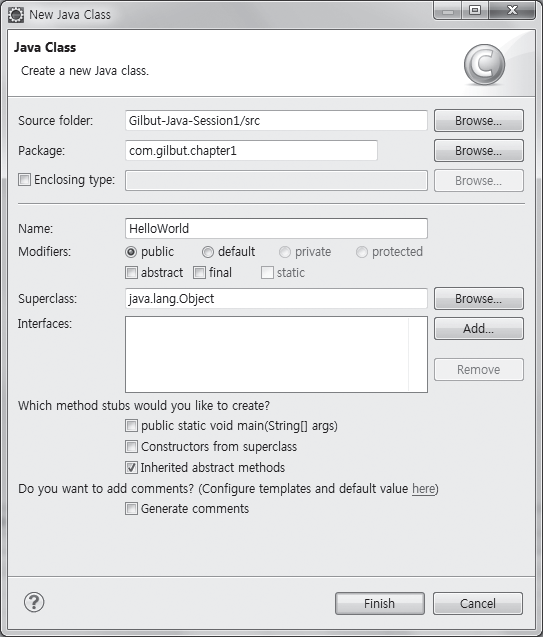 New Java Class
Java Class
Create a new Java class.
C
Source folder: Gilbut-Java-Session1/src Browse...
Package: com.gilbut.chapter1 Browse...
Enclosing type: Browse...
Name: HelloWorld
Modifiers: public default private protected
abstract final static
Superclass: java.lang.Object Browse...
Interfaces: Add...
Remove
Which method stubs would you like to create?
public static void main(String[] args)
Constructors from superclass
Inherited abstract methods
Do you want to add comments? (Configure templates and default value here)
Generate comments
? Finish Cancel